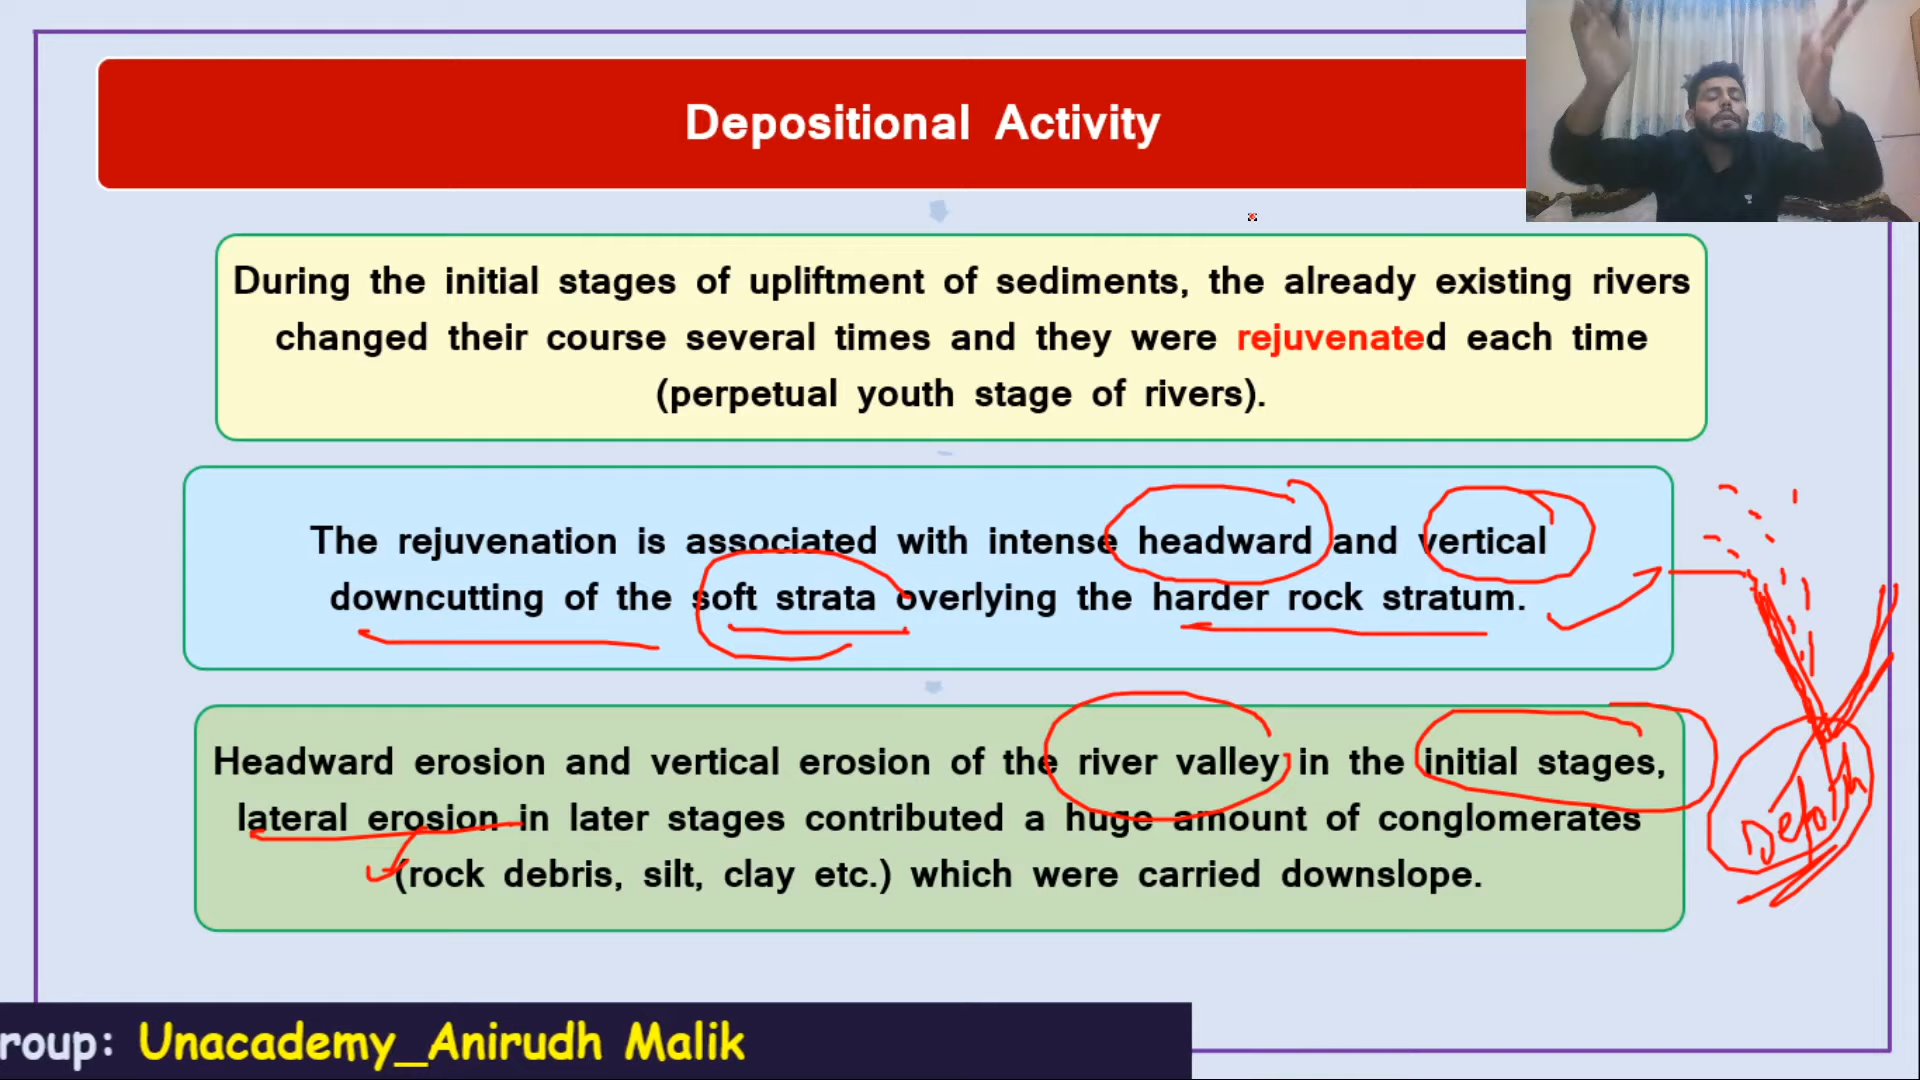 Depositional Activity
During the initial stages of upliftment of sediments, the already existing rivers
changed their course several times and they were rejuvenated each time
(perpetual youth stage of rivers).
The rejuvenation is associated with intense headward and vertical
downcutting of the soft strata overlying the harder rock stratum.
Headward erosion and vertical erosion of the river valley in the initial stages,
lateral erosion in later stages contributed a huge amount of conglomerates
(rock debris, silt, clay etc.) which were carried downslope.
roup: Unacademy_Anirudh Malik